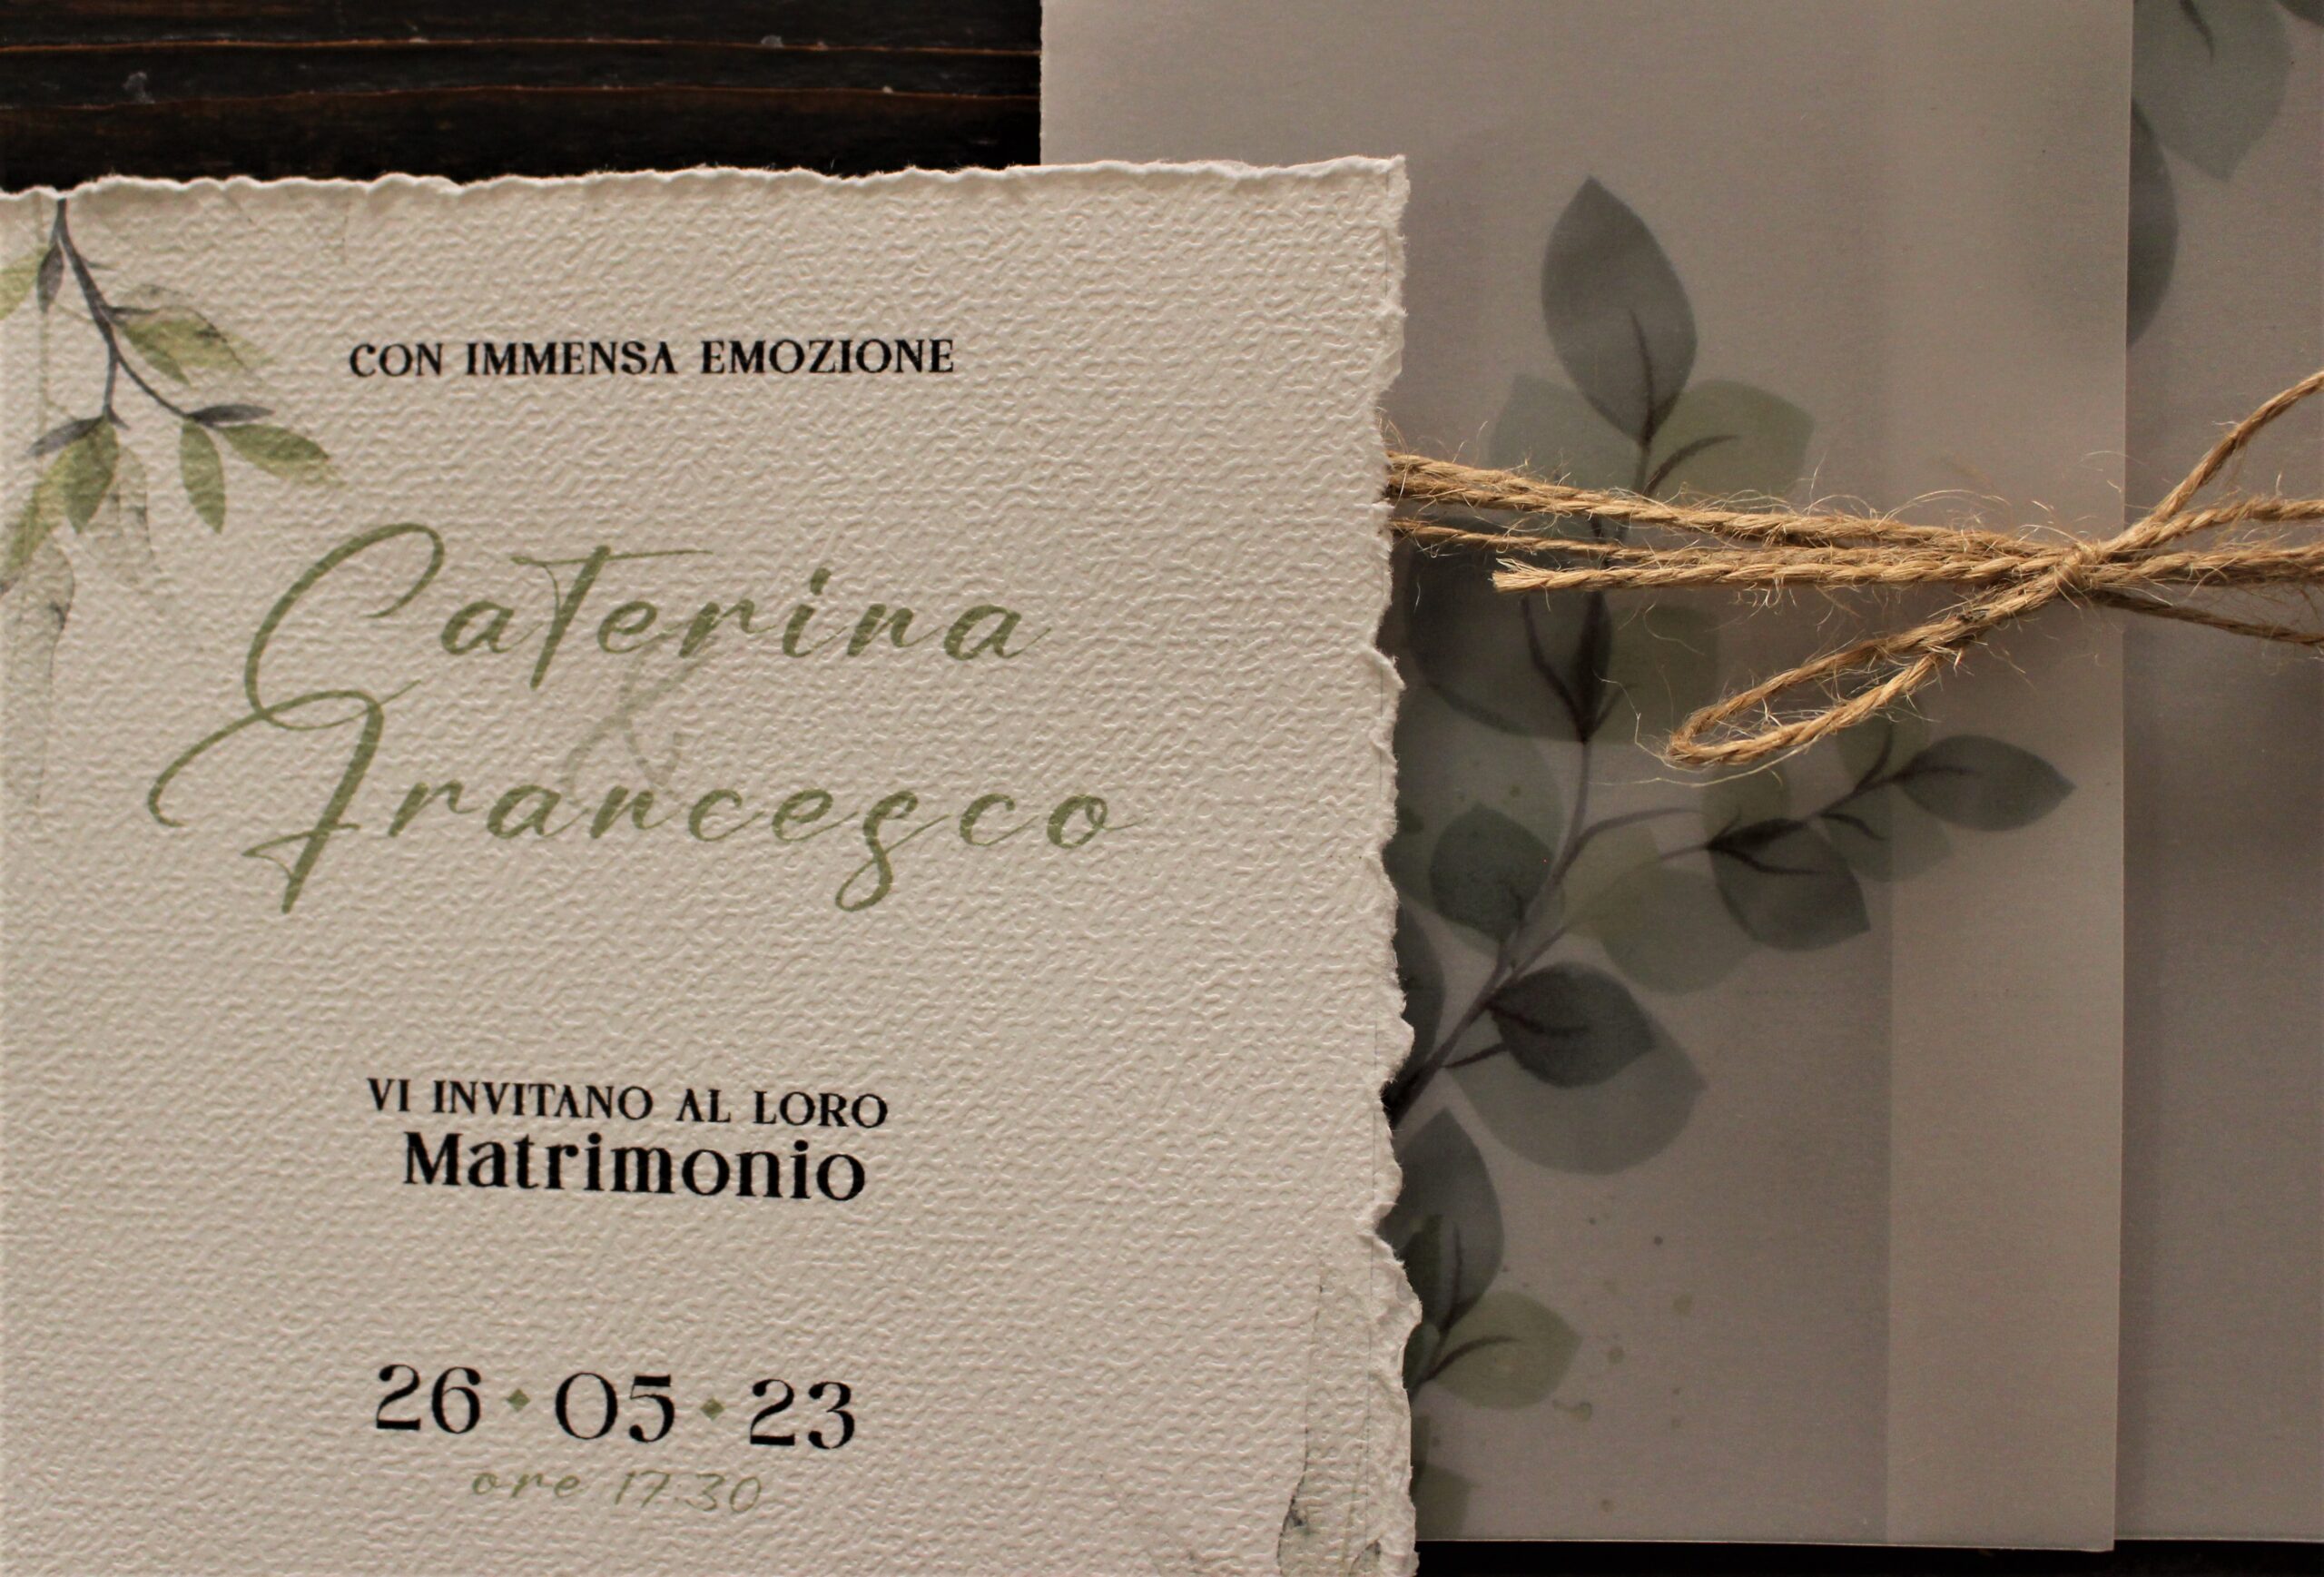 CON IMMENSA EMOZIONE
Caterina
&
Francesco
VI INVITANO AL LORO
Matrimonio
26 • 05 • 23
ore 17.30